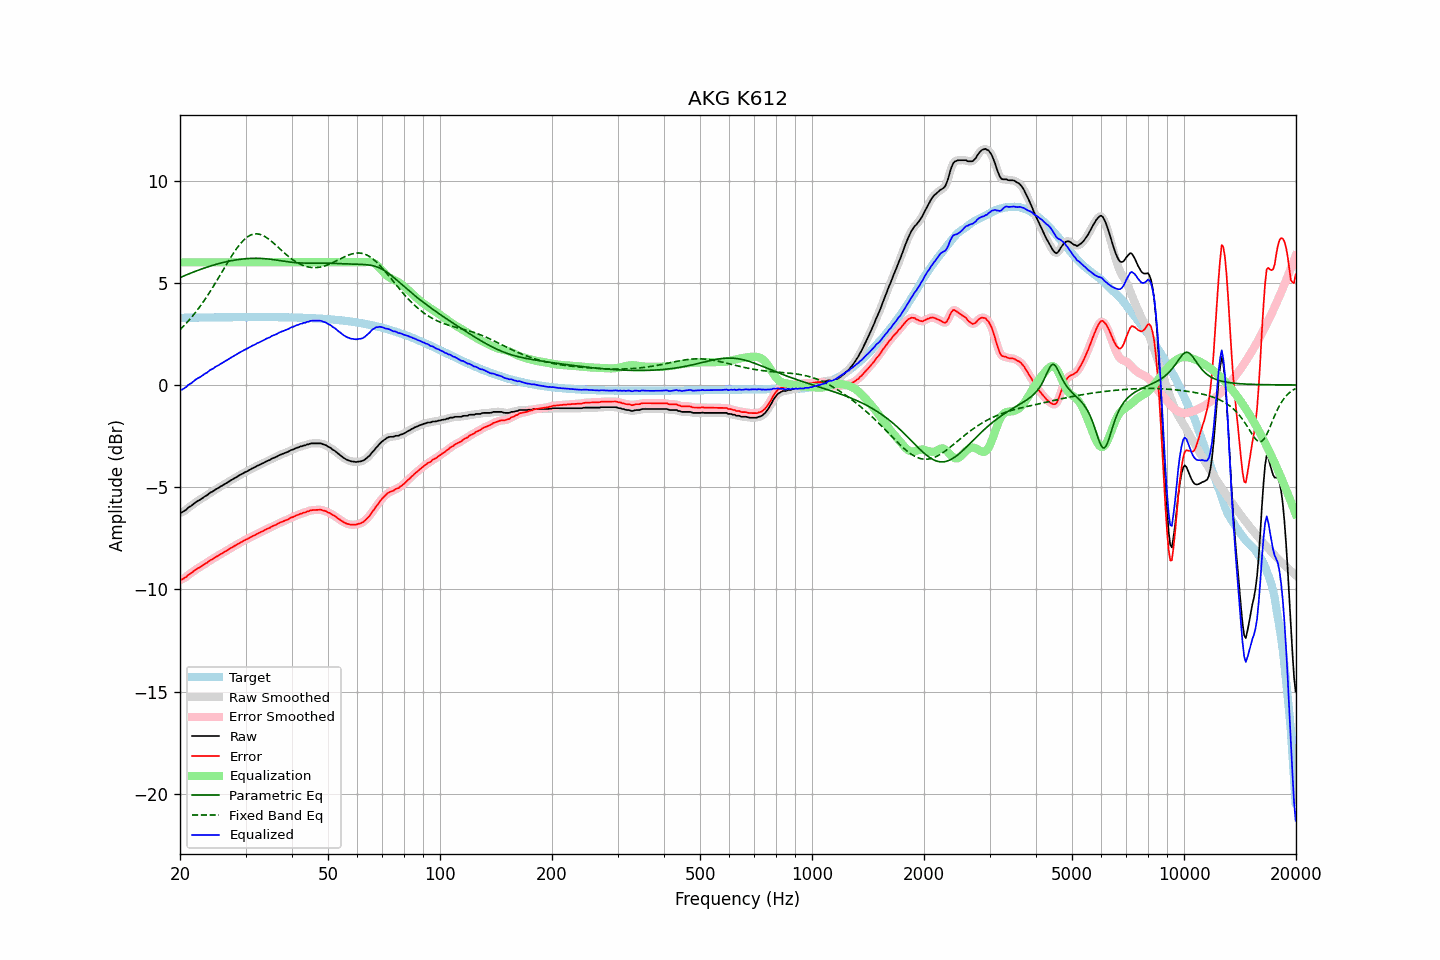 AKG K612
Amplitude (dBr)
10
5
0
−5
−10
−15
−20
Target
Raw Smoothed
Error Smoothed
Raw
Error
Equalization
Parametric Eq
Fixed Band Eq
Equalized
20 50 100 200 500 1000 2000 5000 10000 20000
Frequency (Hz)